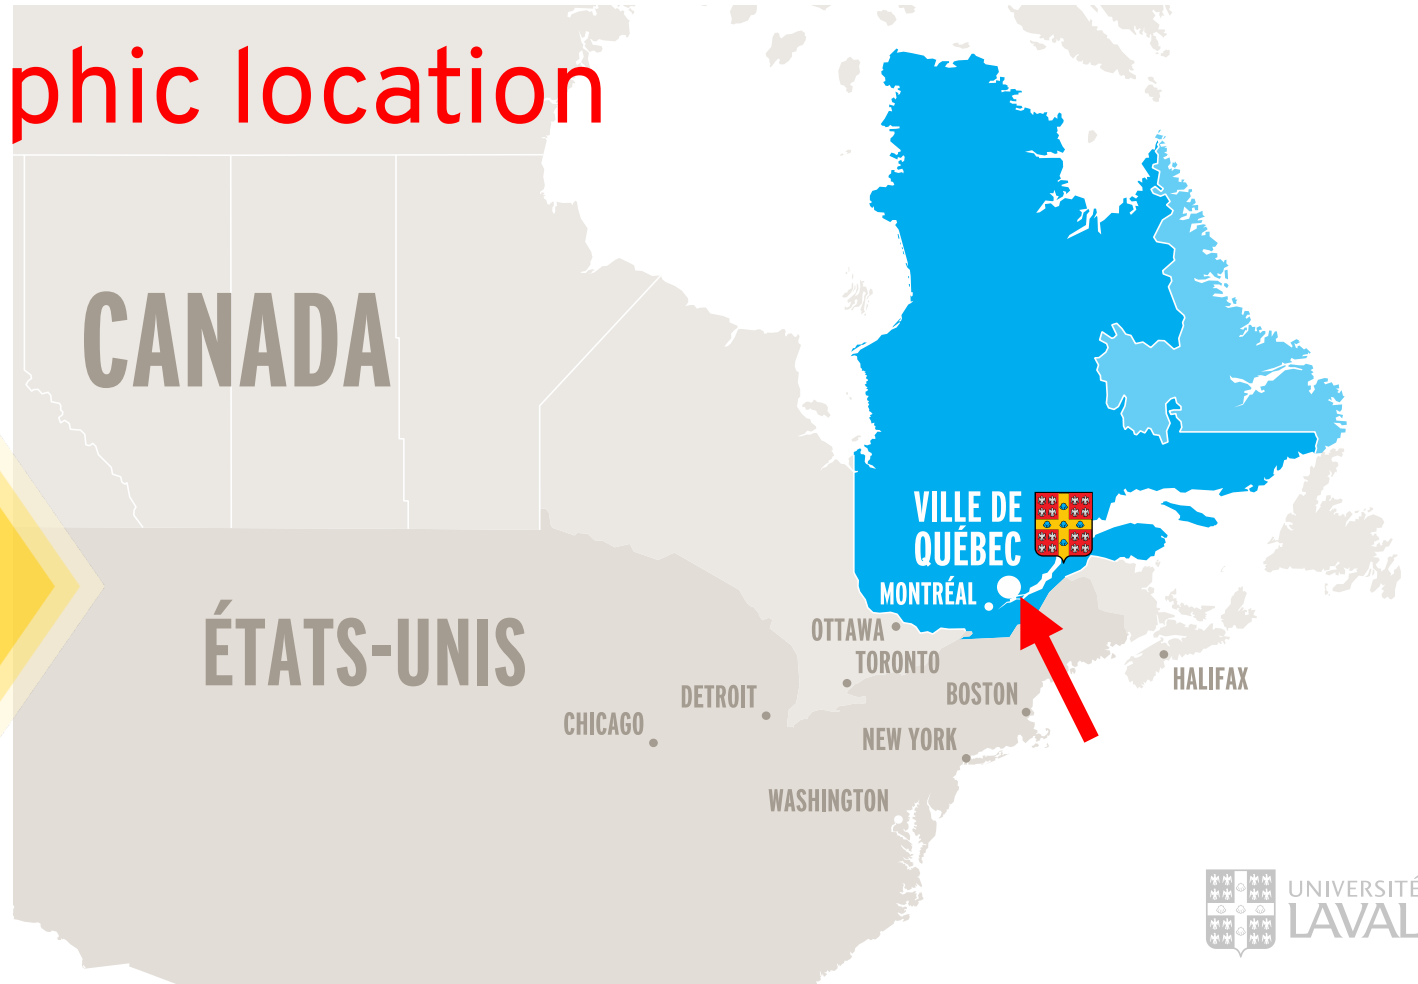 phic location
CANADA
VILLE DE
QUÉBEC
MONTRÉAL
OTTAWA
TORONTO
ÉTATS-UNIS
HALIFAX
DETROIT
BOSTON
CHICAGO
NEW YORK
WASHINGTON
UNIVERSITÉ
LAVAL